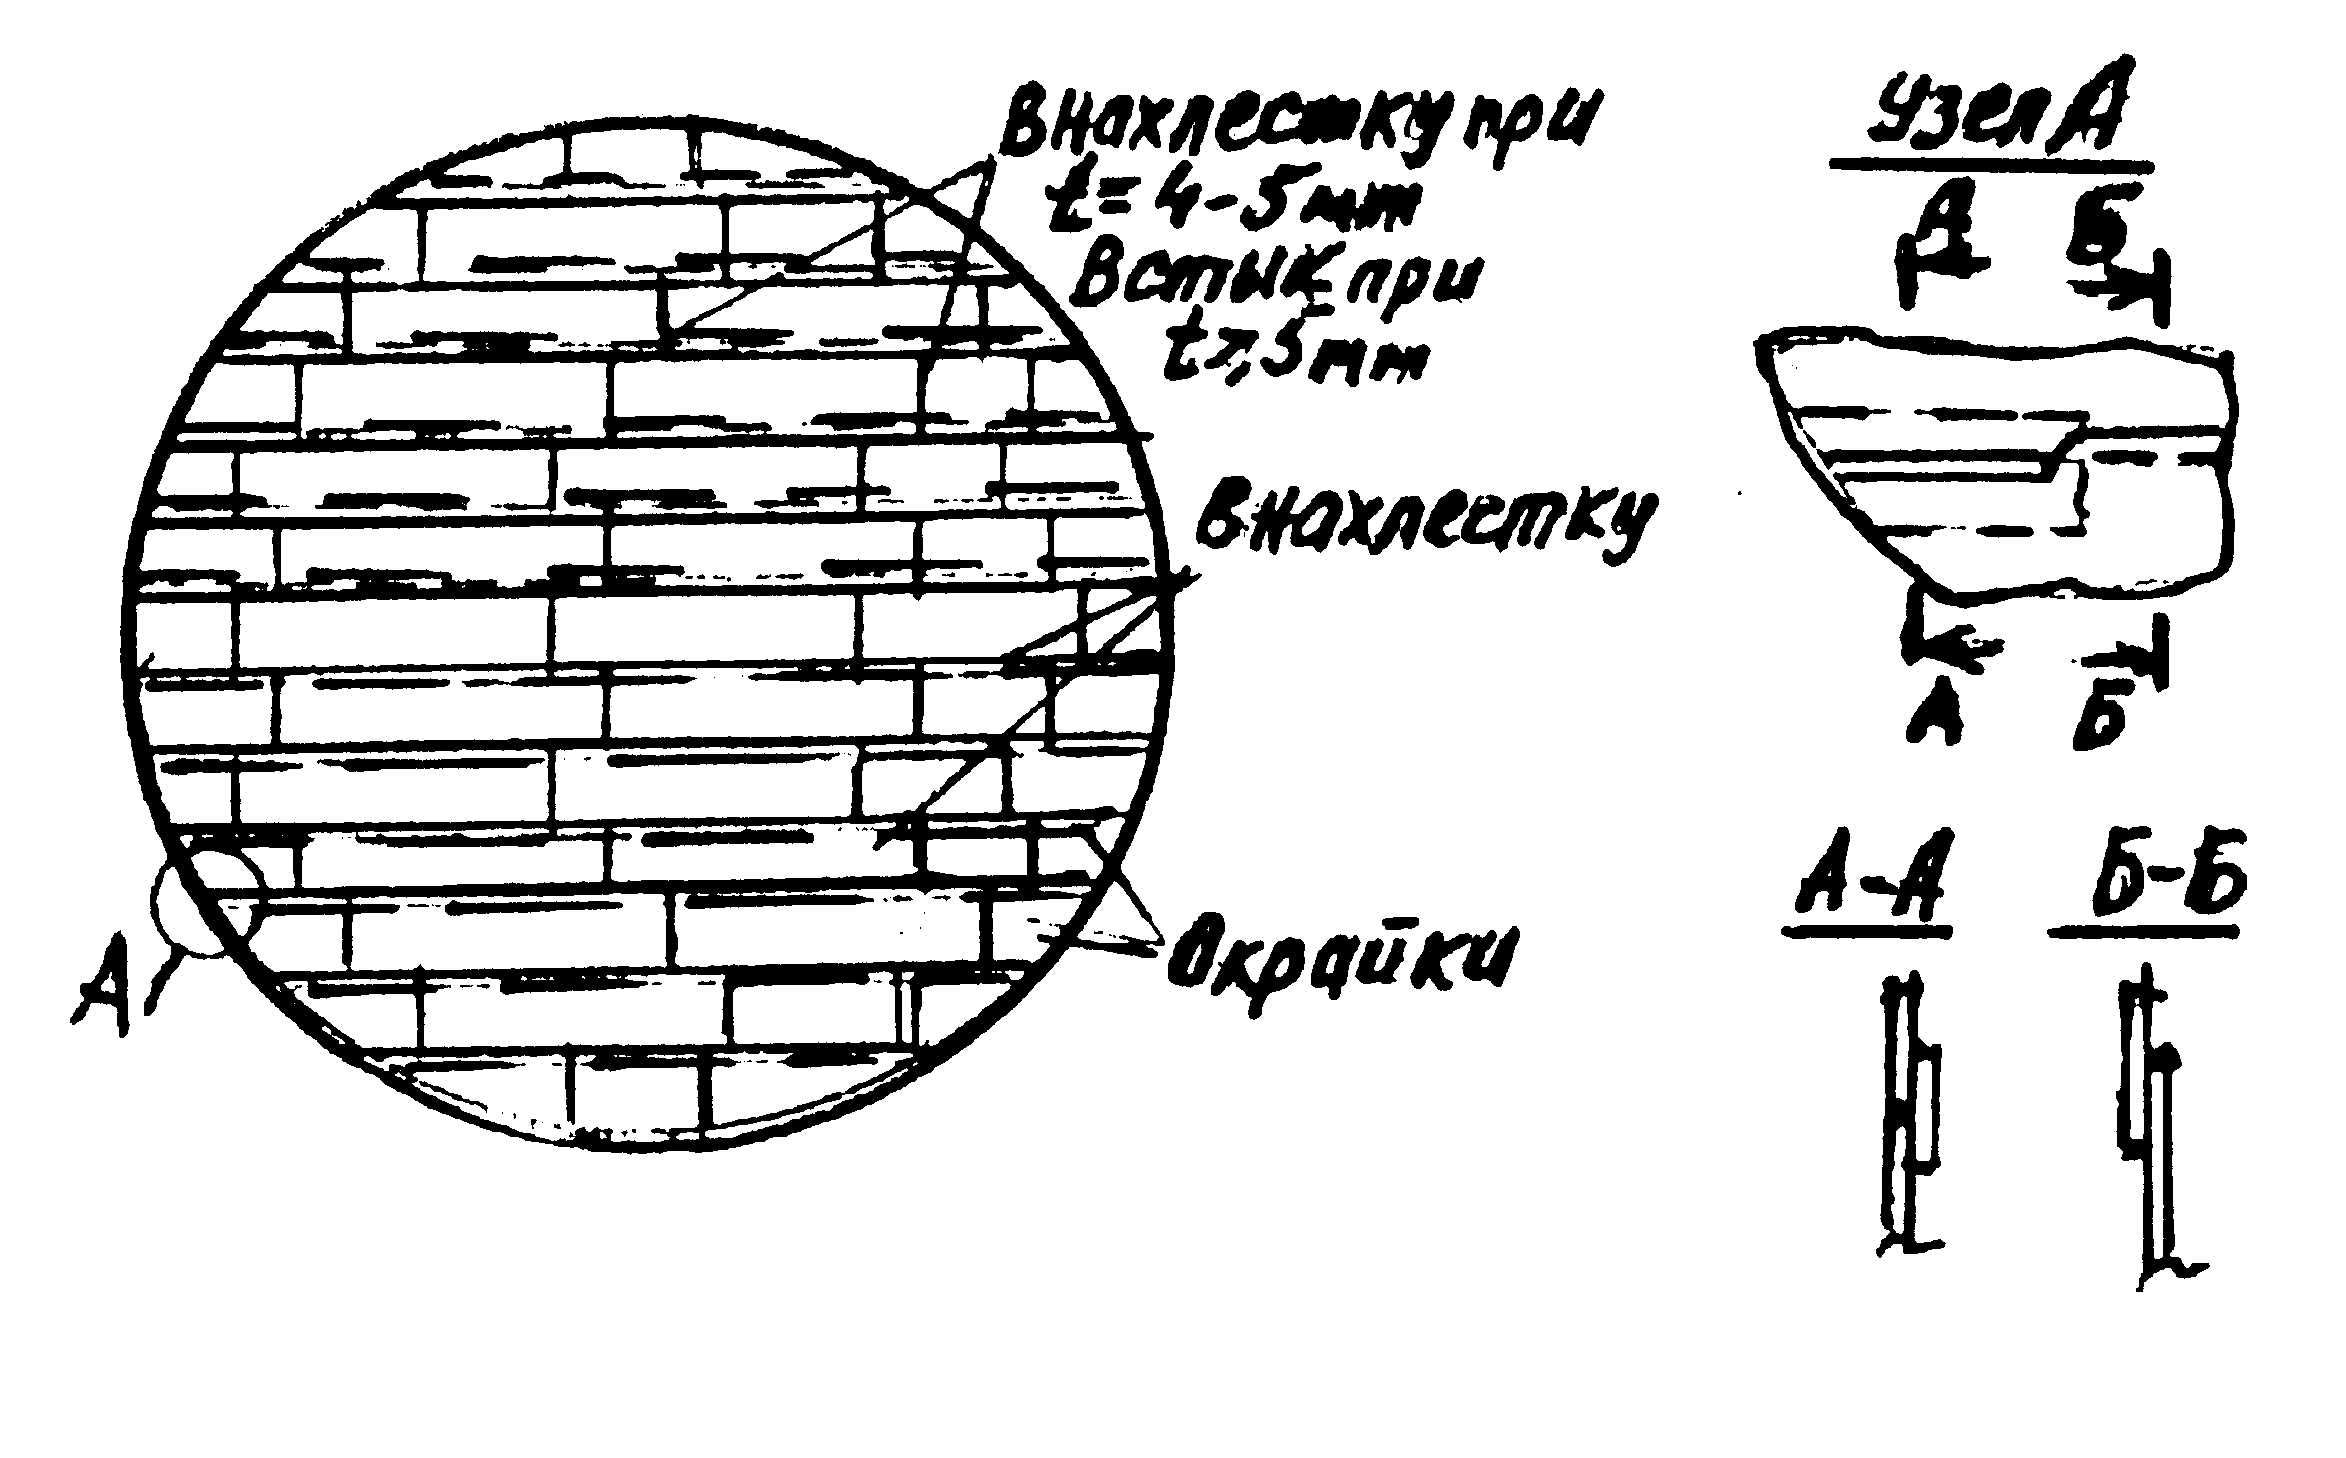 Внахлестку при
t = 4-5 мм
Встык при
t ⩾ 5 мм
Внахлестку
Окрайки
А
Узел А
А Б
А Б
А-А Б-Б